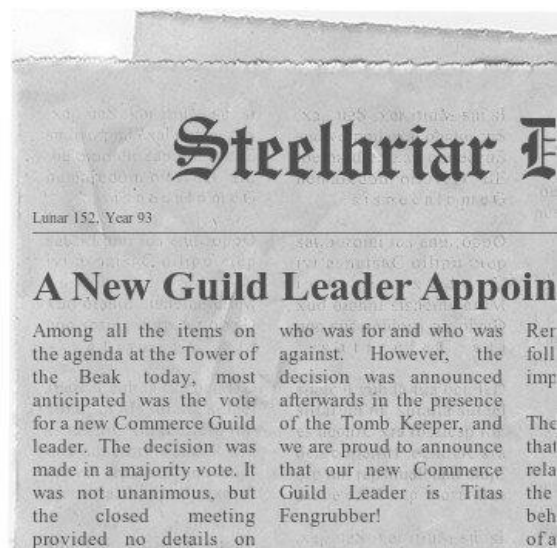 Steelbriar
Lunar 152, Year 93
A New Guild Leader Appoin
Among all the items on
the agenda at the Tower of
the Beak today, most
anticipated was the vote
for a new Commerce Guild
leader. The decision was
made in a majority vote. It
was not unanimous, but
the closed meeting
provided no details on
who was for and who was
against. However, the
decision was announced
afterwards in the presence
of the Tomb Keeper, and
we are proud to announce
that our new Commerce
Guild Leader is Titas
Fengrubber!
Rer
foll
imp
The
that
rela
the
beh
of a